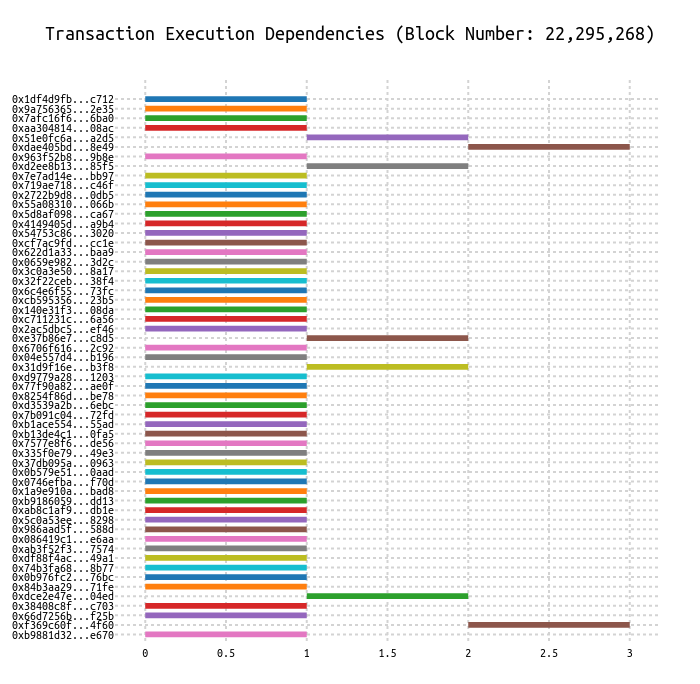 Transaction Execution Dependencies (Block Number: 22,295,268)
0x1df4d9fb...c712
0x9a756365...2e35
0x7afc16f6...6ba0
0xaa304814...08ac
0x51e0fc6a...a2d5
0xdae405bd...8e49
0x963f52b8...9b8e
0xd2ee8b13...85f5
0x7e7ad14e...bb97
0x719ae718...c46f
0x2722b9d8...0db5
0x55a08310...066b
0x5d8af098...ca67
0x4149405d...a9b4
0x54753c86...3020
0xcf7ac9fd...cc1e
0x622d1a33...baa9
0x0659e982...3d2c
0x3c0a3e50...8a17
0x32f22ceb...38f4
0x6c4e6f55...73fc
0xcb595356...23b5
0x140e31f3...08da
0xc711231c...6a56
0x2ac5dbc5...ef46
0xe37b86e7...c8d5
0x6706f616...2c92
0x04e557d4...b196
0x31d9f16e...b3f8
0xd9779a28...1203
0x77f90a82...ae0f
0x8254f86d...be78
0xd3539a2b...6ebc
0x7b091c04...72fd
0xb1ace554...55ad
0xb13de4c1...0fa5
0x7577e8f6...de56
0x335f0e79...49e3
0x37db095a...0963
0x0b579e51...0aad
0x0746efba...f70d
0x1a9e910a...bad8
0xb9186059...dd13
0xab8c1af9...db1e
0x5c0a53ee...8298
0x986aad5f...588d
0x086419c1...e6aa
0xab3f52f3...7574
0xdf88f4ac...49a1
0x74b3fa68...8b77
0x0b976fc2...76bc
0x84b3aa29...71fe
0xdce2e47e...04ed
0x38408c8f...c703
0x66d7256b...f25b
0xf369c60f...4f60
0xb9881d32...e670
0 0.5 1 1.5 2 2.5 3